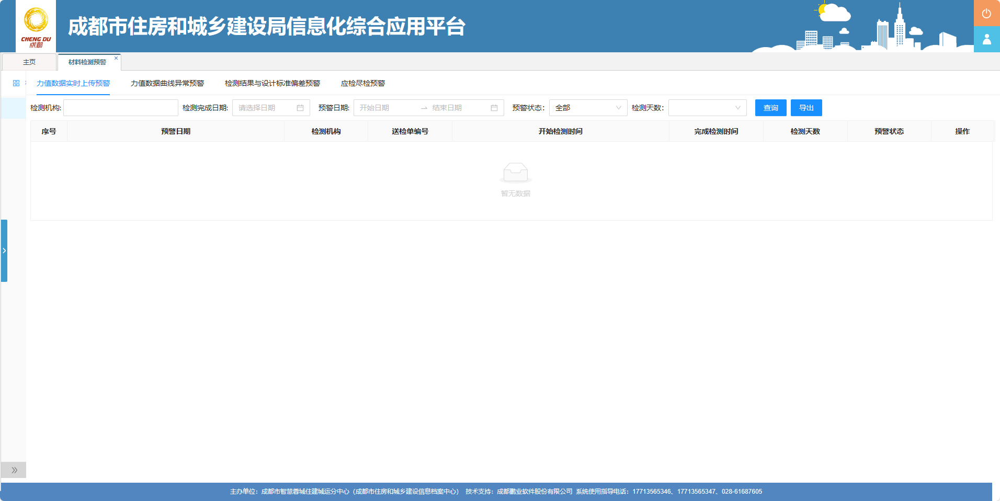 成都市住房和城乡建设局信息化综合应用平台
CHENG DU
成都
主页
材料检测预警
力值数据实时上传预警 力值数据曲线异常预警 检测结果与设计标准偏差预警 应检尽检预警
检测机构: 检测完成日期: 请选择日期 预警日期: 开始日期 结束日期 预警状态: 全部 检测天数: 查询 导出
序号 预警日期 检测机构 送检单编号 开始检测时间 完成检测时间 检测天数 预警状态 操作
暂无数据
主办单位：成都市智慧蓉城住建城运分中心（成都市住房和城乡建设信息档案中心） 技术支持：成都鹏业软件股份有限公司 系统使用指导电话：17713565346、17713565347、028-61687605